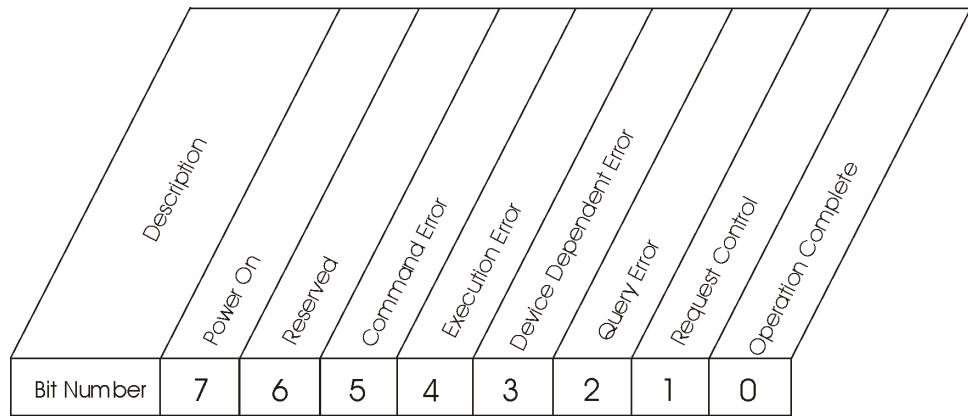 Description
Power On
Reserved
Command Error
Execution Error
Device Dependent Error
Query Error
Request Control
Operation Complete
Bit Number 7 6 5 4 3 2 1 0